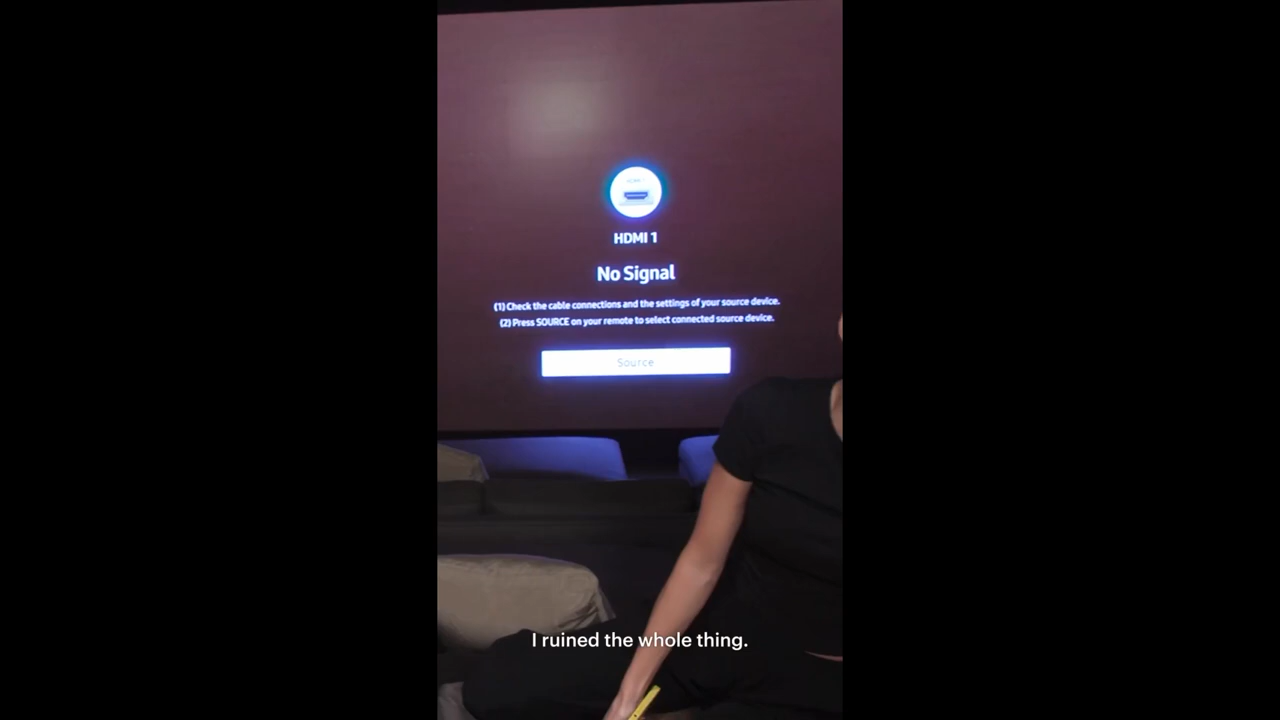 HDMI 1
No Signal
(1) Check the cable connections and the settings of your source device.
(2) Press SOURCE on your remote to select connected source device.
Source
I ruined the whole thing.